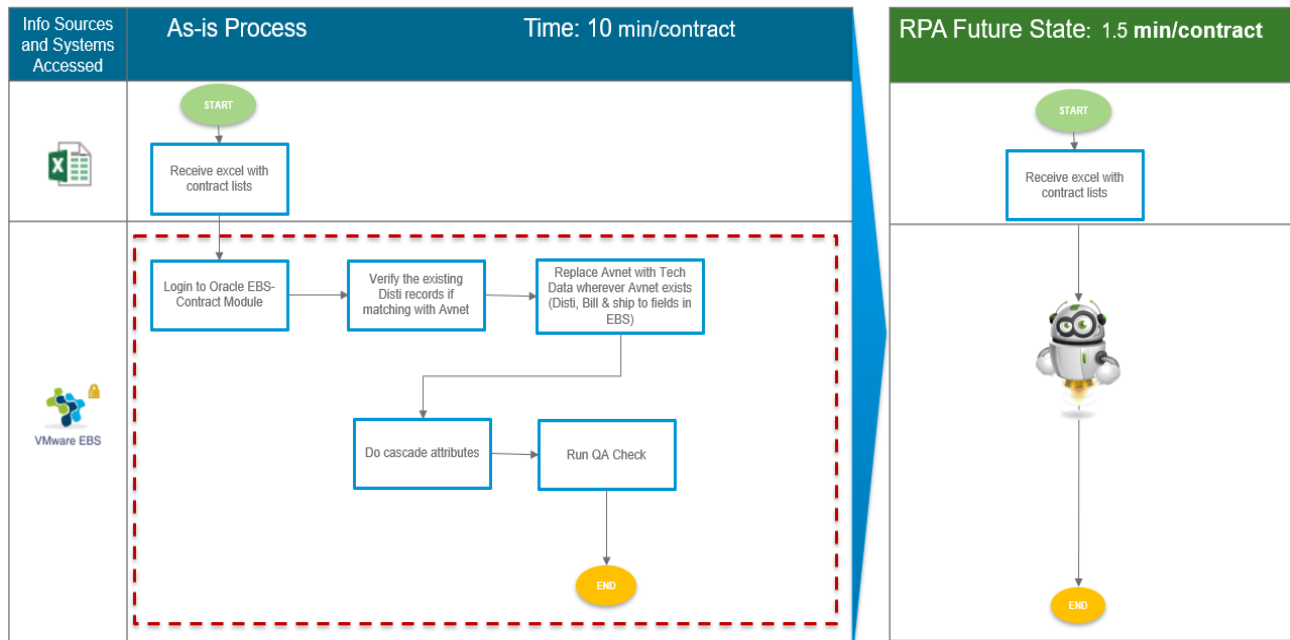 Info Sources
and Systems
Accessed
As-is Process
Time: 10 min/contract
RPA Future State: 1.5 min/contract
START
Receive excel with
contract lists
START
Receive excel with
contract lists
Login to Oracle EBS-
Contract Module
Verify the existing
Disti records if
matching with Avnet
Replace Avnet with Tech
Data wherever Avnet exists
(Disti, Bill & ship to fields in
EBS)
VMware EBS
Do cascade attributes
Run QA Check
END
END